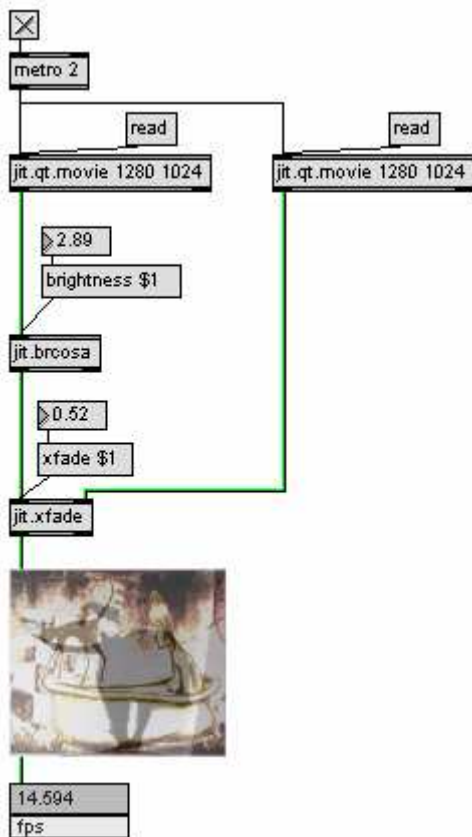 metro 2
read
read
jit.qt.movie 1280 1024
jit.qt.movie 1280 1024
2.89
brightness $1
jit.brcosa
0.52
xfade $1
jit.xfade
14.594
fps